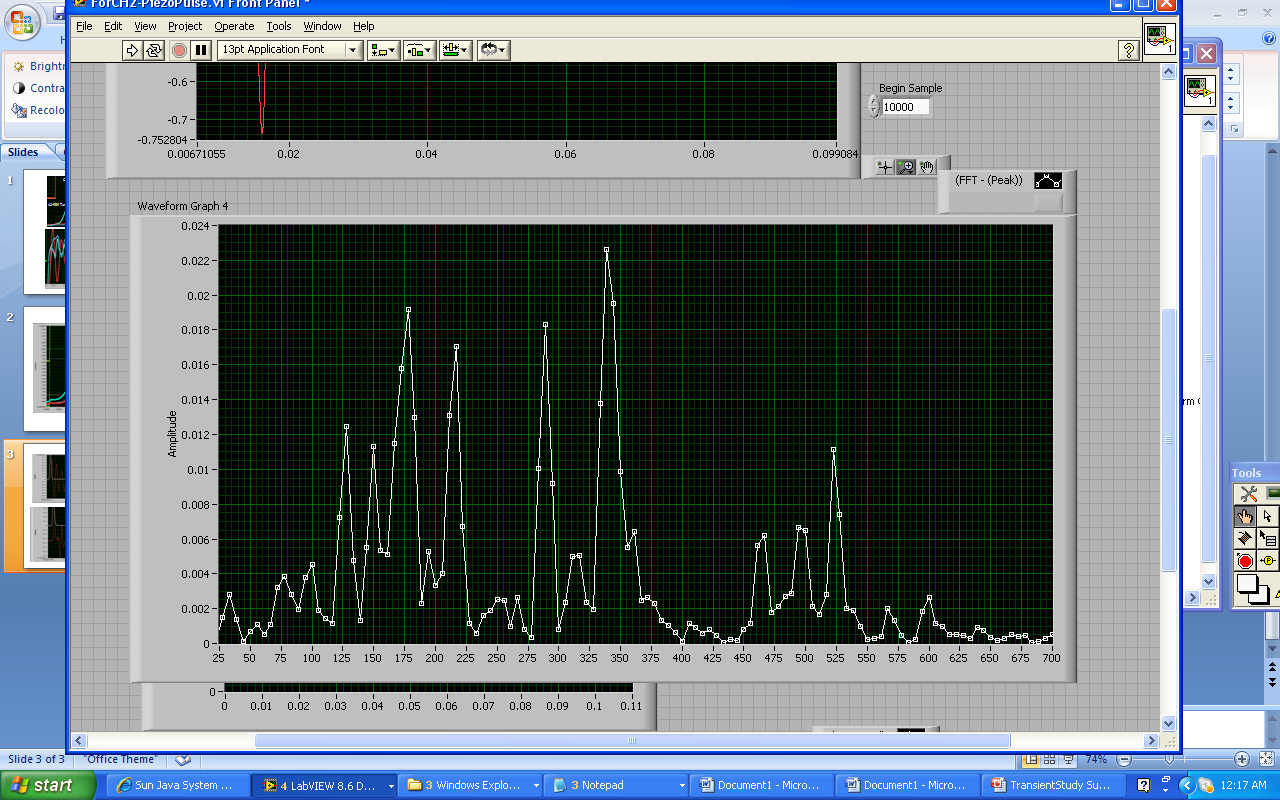 ForCH2-PiezoPulse.vi Front Panel *
File Edit View Project Operate Tools Window Help
13pt Application Font
Brightn
Contra
Recolo
Slides
1
2
3
-0.6
-0.7
-0.752804
0.00671055 0.02 0.04 0.06 0.08 0.099084
Begin Sample
10000
(FFT - (Peak))
Waveform Graph 4
Amplitude
0.024
0.022
0.02
0.018
0.016
0.014
0.012
0.01
0.008
0.006
0.004
0.002
0
25 50 75 100 125 150 175 200 225 250 275 300 325 350 375 400 425 450 475 500 525 550 575 600 625 650 675 700
0
0 0.01 0.02 0.03 0.04 0.05 0.06 0.07 0.08 0.09 0.1 0.11
Tools
Slide 3 of 3 "Office Theme" 74%
start Sun Java System ... 4 LabVIEW 8.6 D... 3 Windows Explo... 3 Notepad Document1 - Micro... Document1 - Micro... TransientStudy Su... 12:17 AM